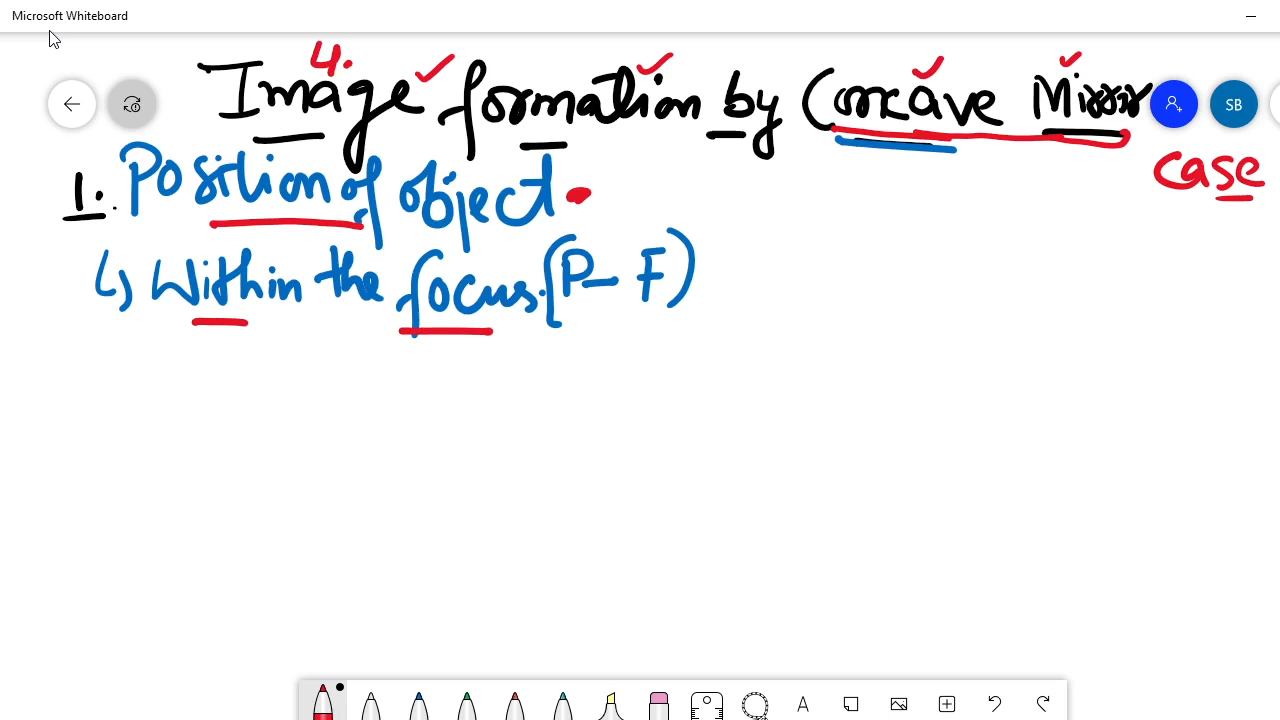 Microsoft Whiteboard
4.
Image formation by Concave Mirror
SB
case
1. Position of object
↳ Within the focus. (P - F)
A